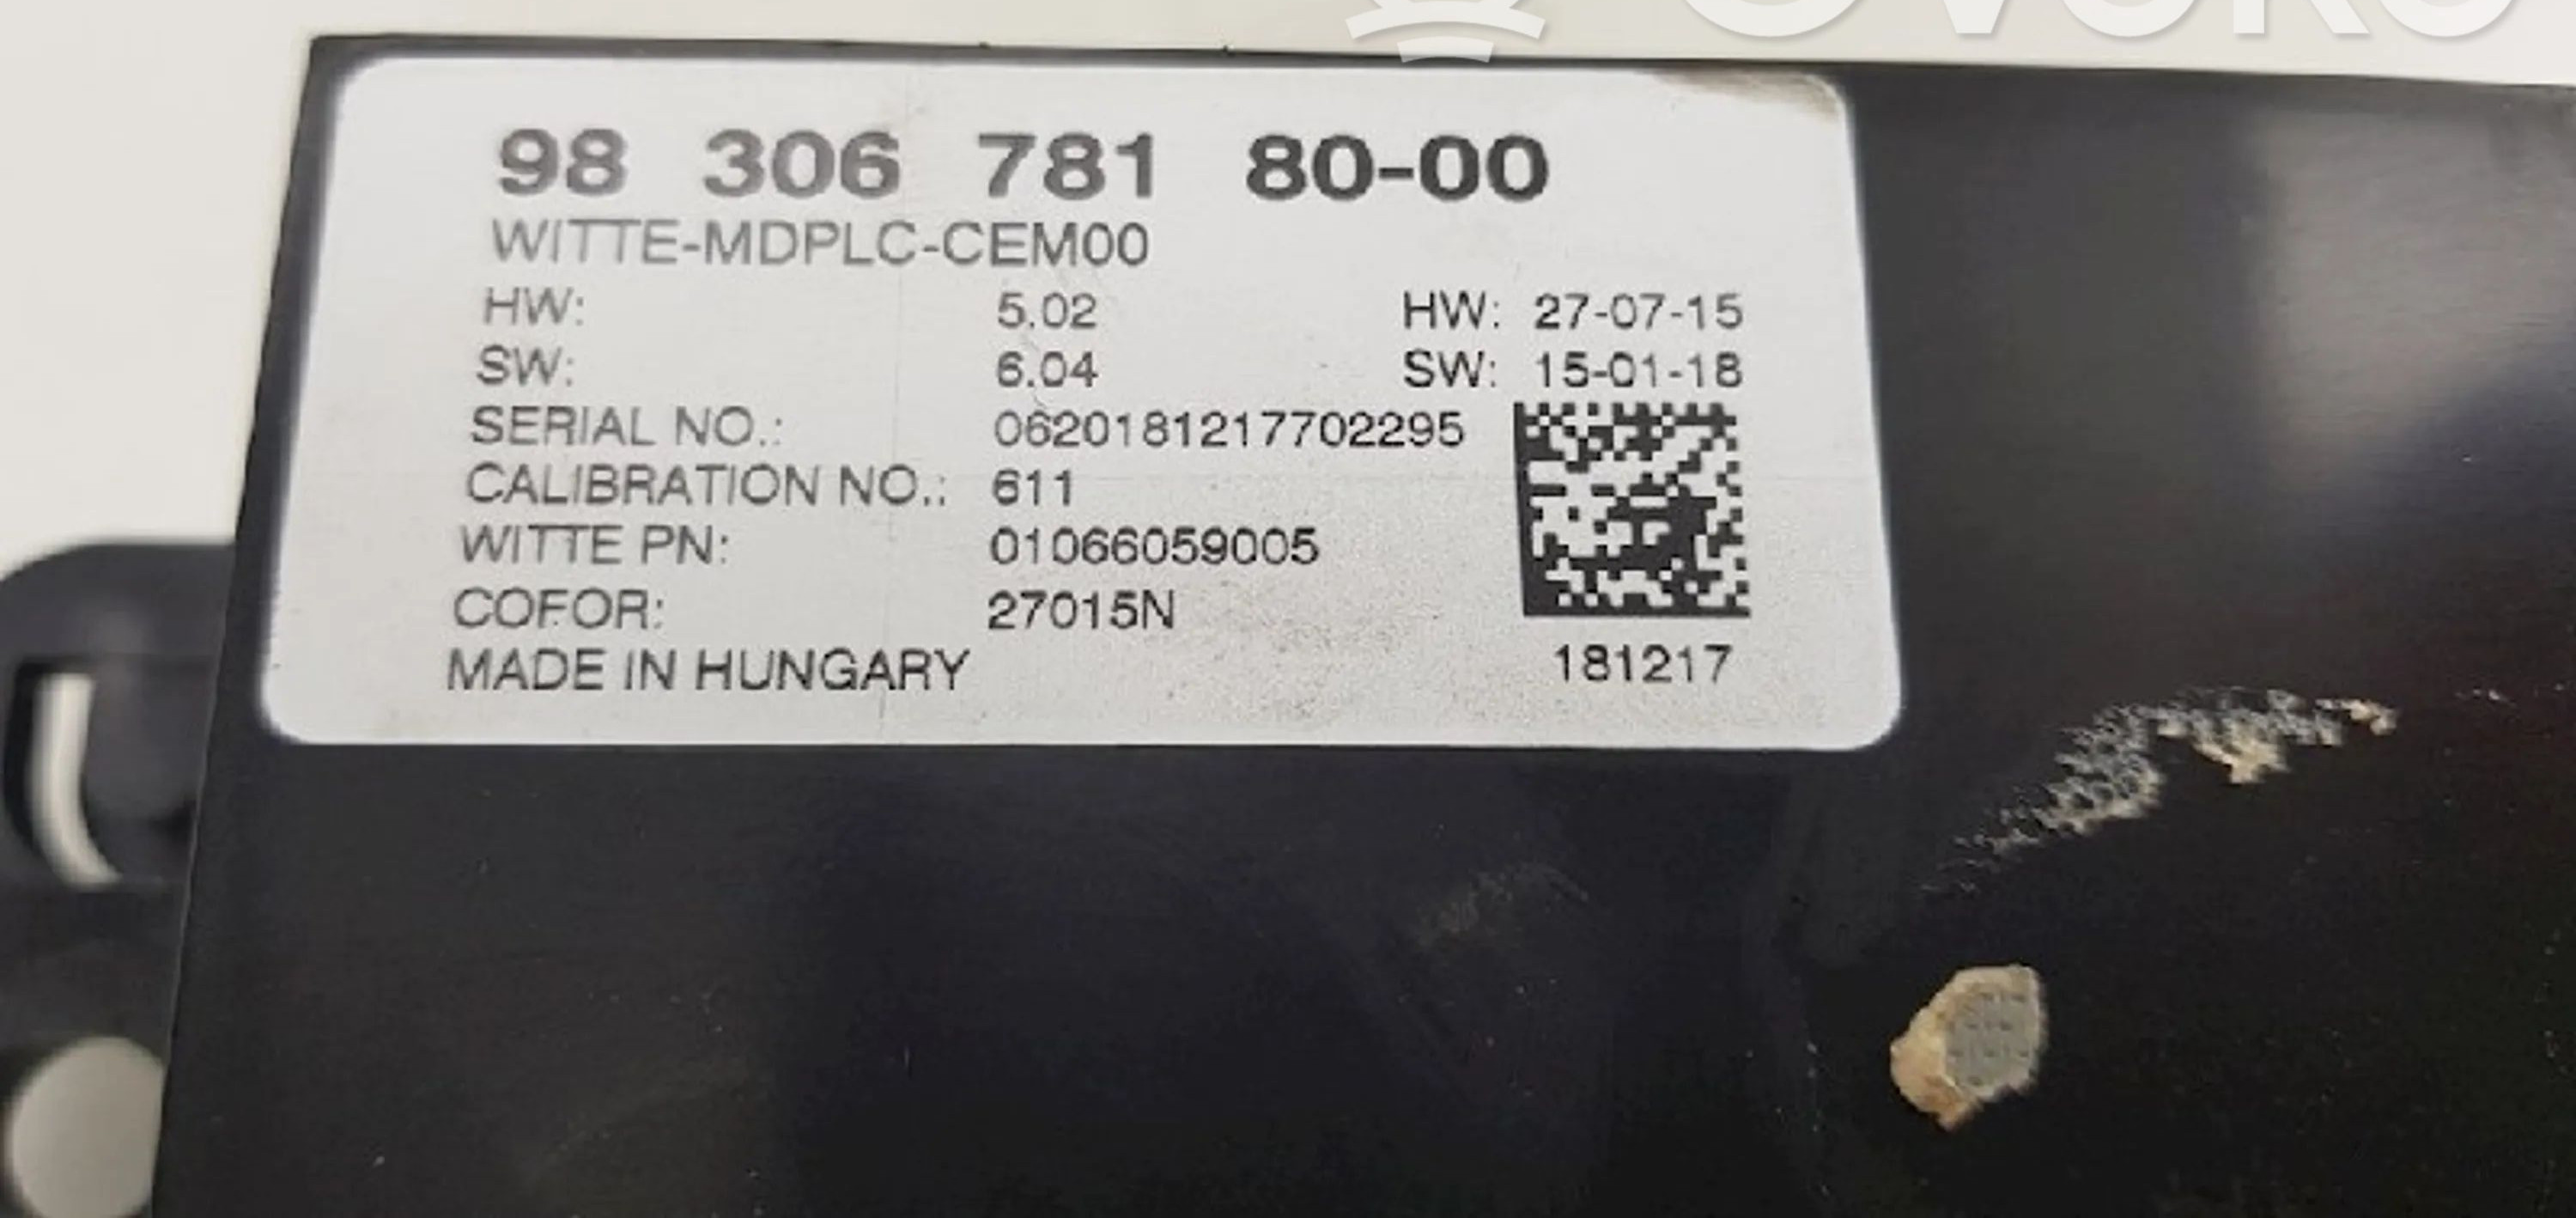 98 306 781 80-00
WITTE-MDPLC-CEM00
HW: 5.02 HW: 27-07-15
SW: 6.04 SW: 15-01-18
SERIAL NO.: 0620181217702295
CALIBRATION NO.: 611
WITTE PN: 01066059005
COFOR: 27015N
MADE IN HUNGARY 181217